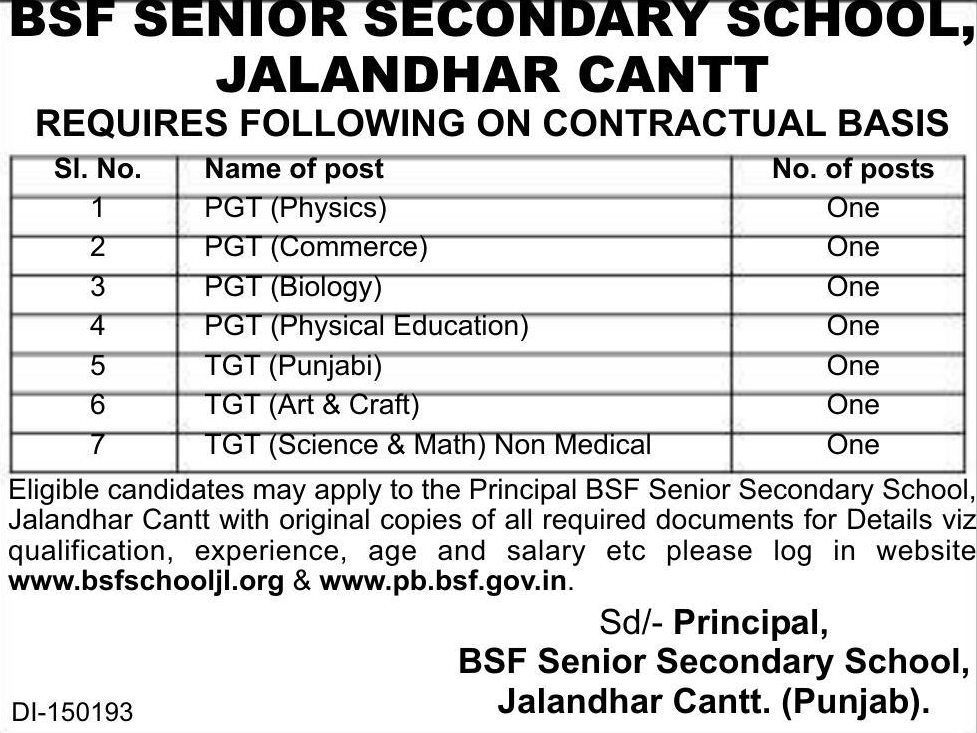 BSF SENIOR SECONDARY SCHOOL,
JALANDHAR CANTT
REQUIRES FOLLOWING ON CONTRACTUAL BASIS
Sl. No. Name of post No. of posts
1 PGT (Physics) One
2 PGT (Commerce) One
3 PGT (Biology) One
4 PGT (Physical Education) One
5 TGT (Punjabi) One
6 TGT (Art & Craft) One
7 TGT (Science & Math) Non Medical One
Eligible candidates may apply to the Principal BSF Senior Secondary School,
Jalandhar Cantt with original copies of all required documents for Details viz
qualification, experience, age and salary etc please log in website
www.bsfschooljl.org & www.pb.bsf.gov.in.
Sd/- Principal,
BSF Senior Secondary School,
Jalandhar Cantt. (Punjab).
DI-150193